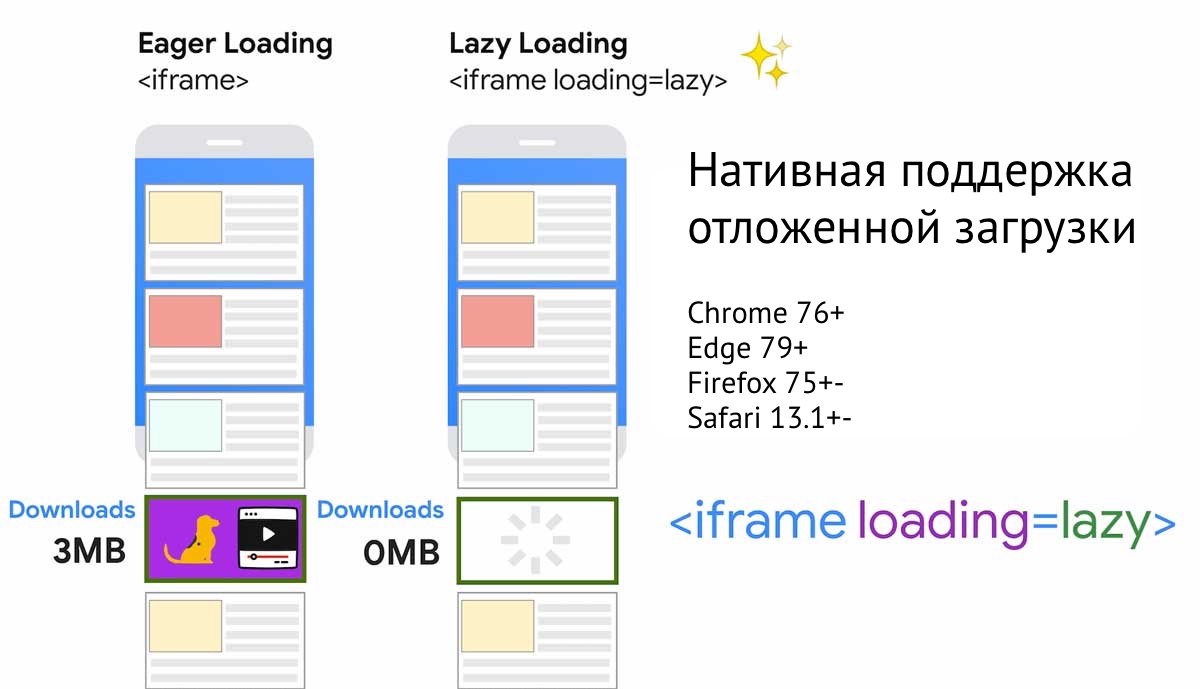 Eager Loading
<iframe>
Lazy Loading
<iframe loading=lazy>
Нативная поддержка
отложенной загрузки
Chrome 76+
Edge 79+
Firefox 75+-
Safari 13.1+-
Downloads
3MB
Downloads
0MB
<iframe loading=lazy>